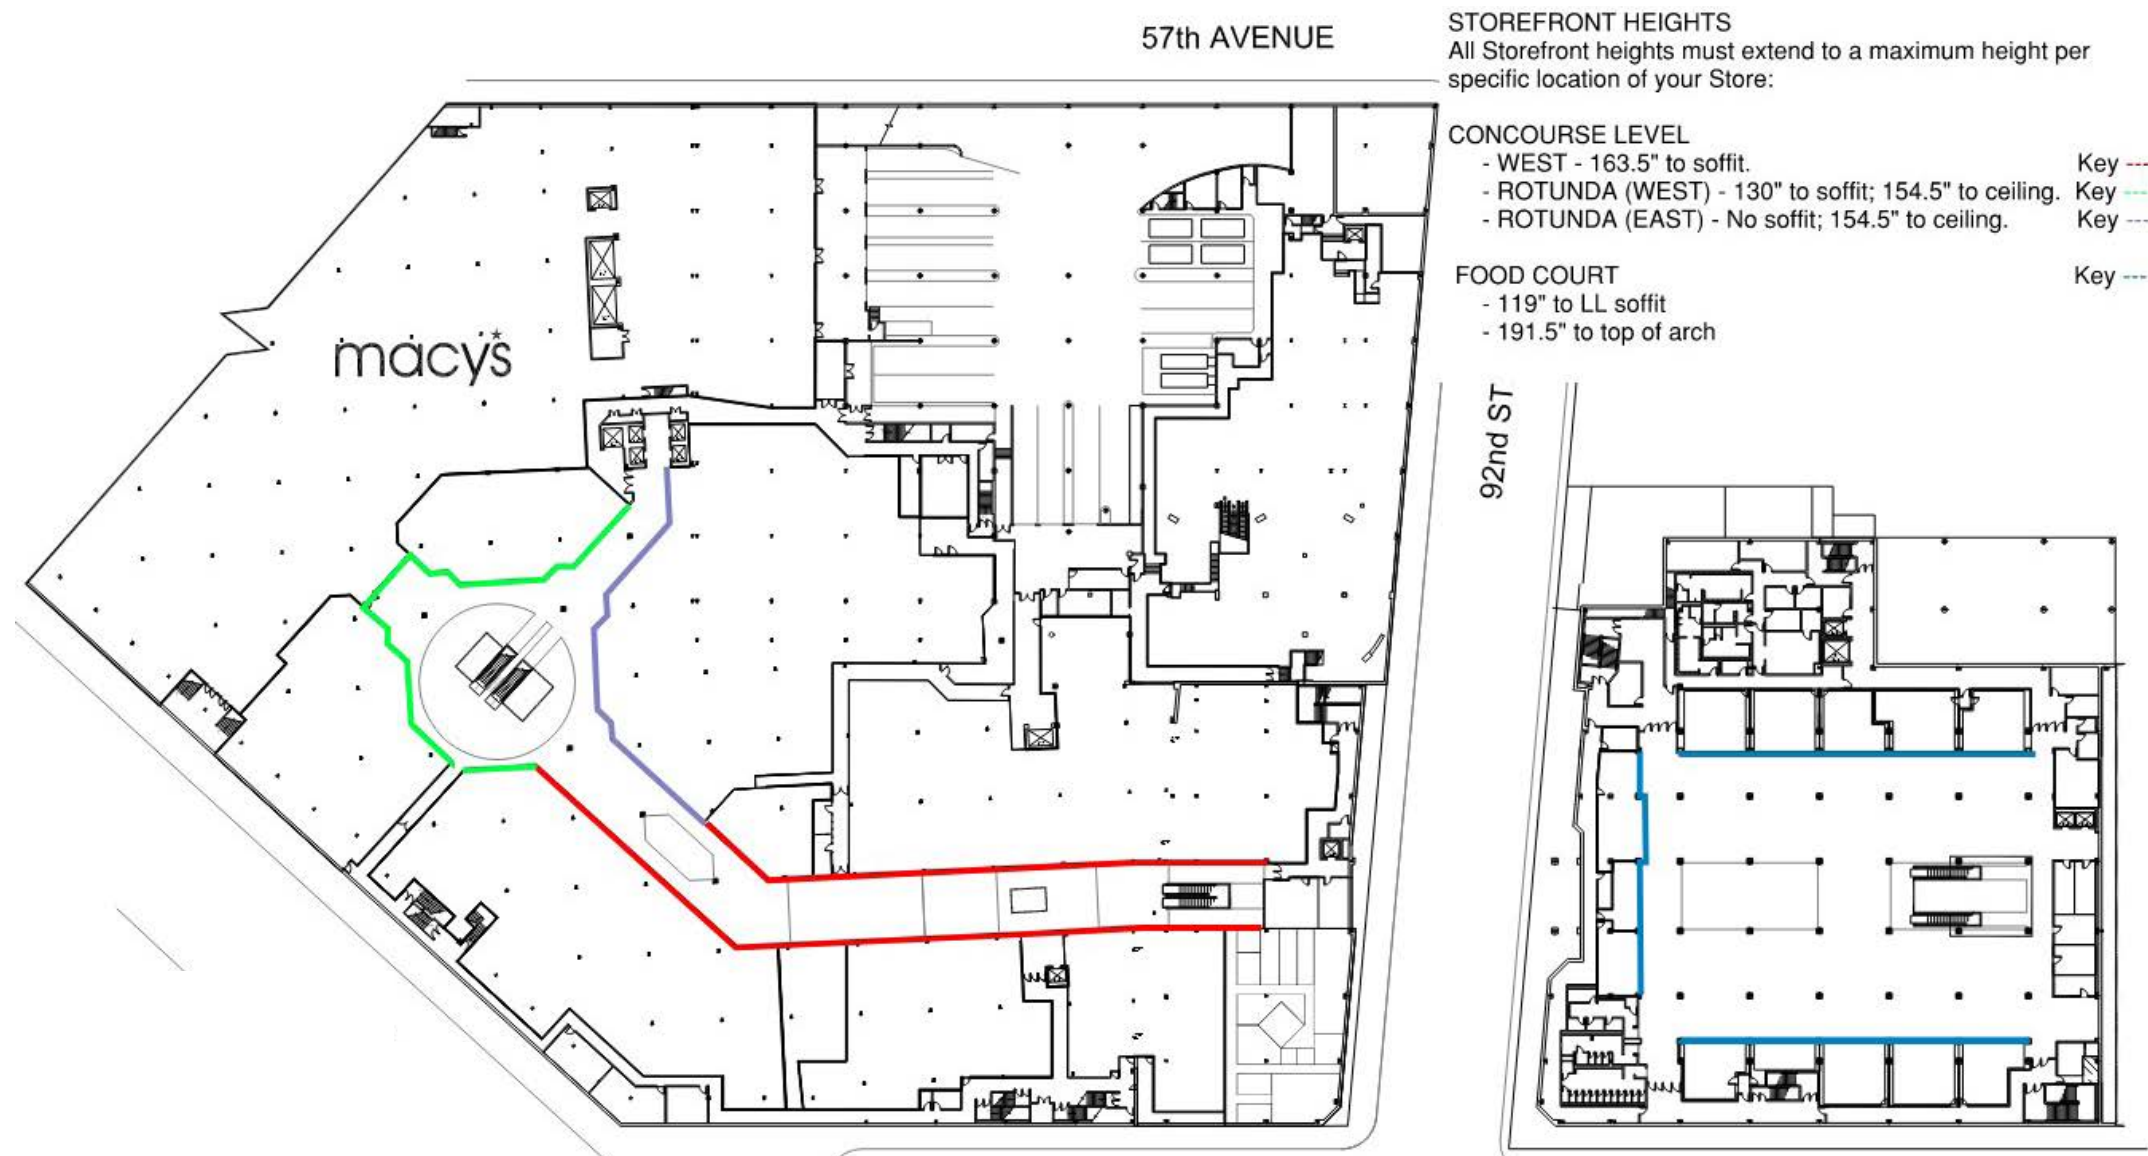 57th AVENUE
STOREFRONT HEIGHTS
All Storefront heights must extend to a maximum height per
specific location of your Store:
CONCOURSE LEVEL
- WEST - 163.5" to soffit. Key
- ROTUNDA (WEST) - 130" to soffit; 154.5" to ceiling. Key
- ROTUNDA (EAST) - No soffit; 154.5" to ceiling. Key
FOOD COURT Key
- 119" to LL soffit
- 191.5" to top of arch
macy's
92nd ST